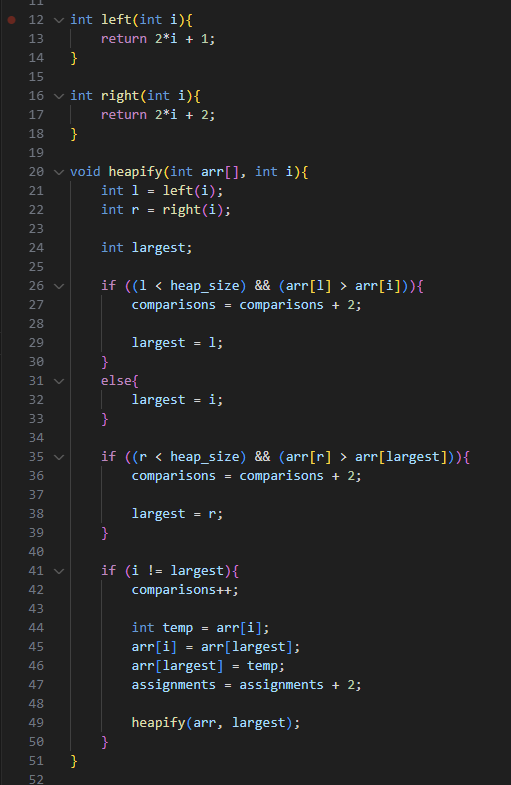 11
12 int left(int i){
13     return 2*i + 1;
14 }
15
16 int right(int i){
17     return 2*i + 2;
18 }
19
20 void heapify(int arr[], int i){
21     int l = left(i);
22     int r = right(i);
23
24     int largest;
25
26     if ((l < heap_size) && (arr[l] > arr[i])){
27         comparisons = comparisons + 2;
28
29         largest = l;
30     }
31     else{
32         largest = i;
33     }
34
35     if ((r < heap_size) && (arr[r] > arr[largest])){
36         comparisons = comparisons + 2;
37
38         largest = r;
39     }
40
41     if (i != largest){
42         comparisons++;
43
44         int temp = arr[i];
45         arr[i] = arr[largest];
46         arr[largest] = temp;
47         assignments = assignments + 2;
48
49         heapify(arr, largest);
50     }
51 }
52